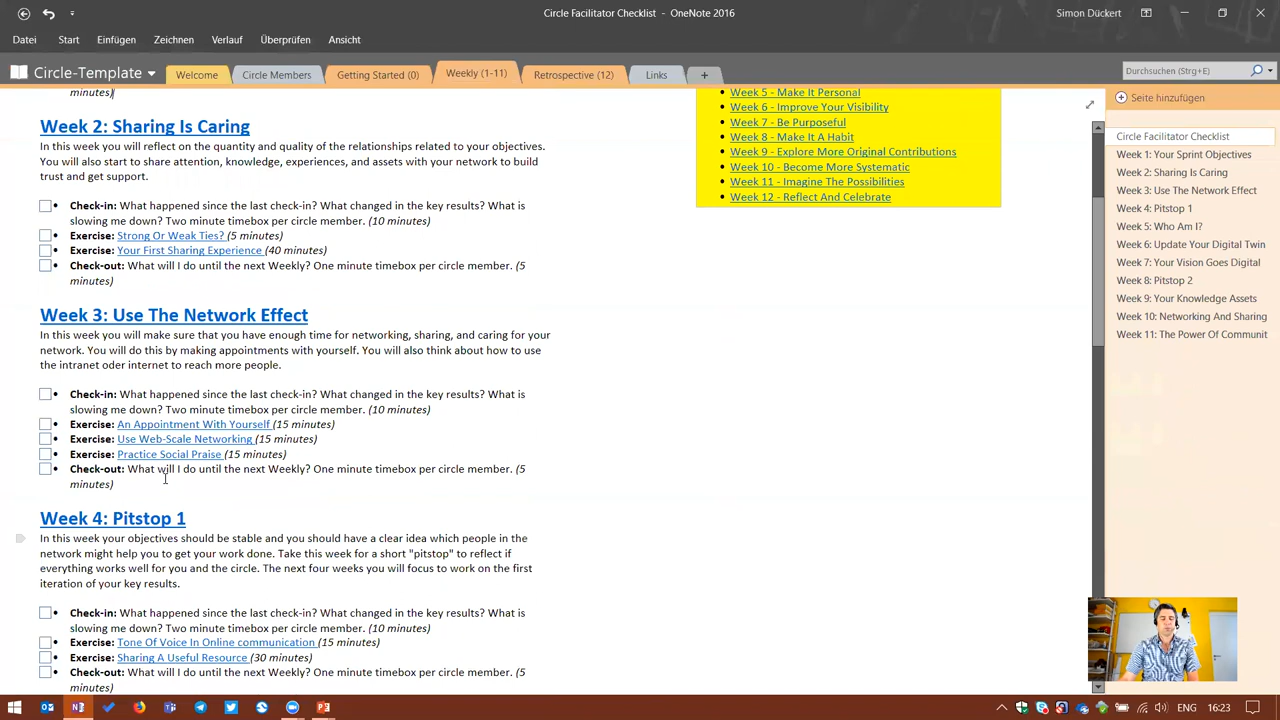 Circle Facilitator Checklist - OneNote 2016
Simon Dückert
Datei Start Einfügen Zeichnen Verlauf Überprüfen Ansicht
Circle-Template
Welcome
Circle Members
Getting Started (0)
Weekly (1-11)
Retrospective (12)
Links
+
Durchsuchen (Strg+E)
minutes)
Week 2: Sharing Is Caring
In this week you will reflect on the quantity and quality of the relationships related to your objectives.
You will also start to share attention, knowledge, experiences, and assets with your network to build
trust and get support.
• Check-in: What happened since the last check-in? What changed in the key results? What is
slowing me down? Two minute timebox per circle member. (10 minutes)
• Exercise: Strong Or Weak Ties? (5 minutes)
• Exercise: Your First Sharing Experience (40 minutes)
• Check-out: What will I do until the next Weekly? One minute timebox per circle member. (5
minutes)
Week 3: Use The Network Effect
In this week you will make sure that you have enough time for networking, sharing, and caring for your
network. You will do this by making appointments with yourself. You will also think about how to use
the intranet oder internet to reach more people.
• Check-in: What happened since the last check-in? What changed in the key results? What is
slowing me down? Two minute timebox per circle member. (10 minutes)
• Exercise: An Appointment With Yourself (15 minutes)
• Exercise: Use Web-Scale Networking (15 minutes)
• Exercise: Practice Social Praise (15 minutes)
• Check-out: What will I do until the next Weekly? One minute timebox per circle member. (5
minutes)
Week 4: Pitstop 1
In this week your objectives should be stable and you should have a clear idea which people in the
network might help you to get your work done. Take this week for a short "pitstop" to reflect if
everything works well for you and the circle. The next four weeks you will focus to work on the first
iteration of your key results.
• Check-in: What happened since the last check-in? What changed in the key results? What is
slowing me down? Two minute timebox per circle member. (10 minutes)
• Exercise: Tone Of Voice In Online communication (15 minutes)
• Exercise: Sharing A Useful Resource (30 minutes)
• Check-out: What will I do until the next Weekly? One minute timebox per circle member. (5
minutes)
• Week 5 - Make It Personal
• Week 6 - Improve Your Visibility
• Week 7 - Be Purposeful
• Week 8 - Make It A Habit
• Week 9 - Explore More Original Contributions
• Week 10 - Become More Systematic
• Week 11 - Imagine The Possibilities
• Week 12 - Reflect And Celebrate
Seite hinzufügen
Circle Facilitator Checklist
Week 1: Your Sprint Objectives
Week 2: Sharing Is Caring
Week 3: Use The Network Effect
Week 4: Pitstop 1
Week 5: Who Am I?
Week 6: Update Your Digital Twin
Week 7: Your Vision Goes Digital
Week 8: Pitstop 2
Week 9: Your Knowledge Assets
Week 10: Networking And Sharing
Week 11: The Power Of Communit
ENG 16:23